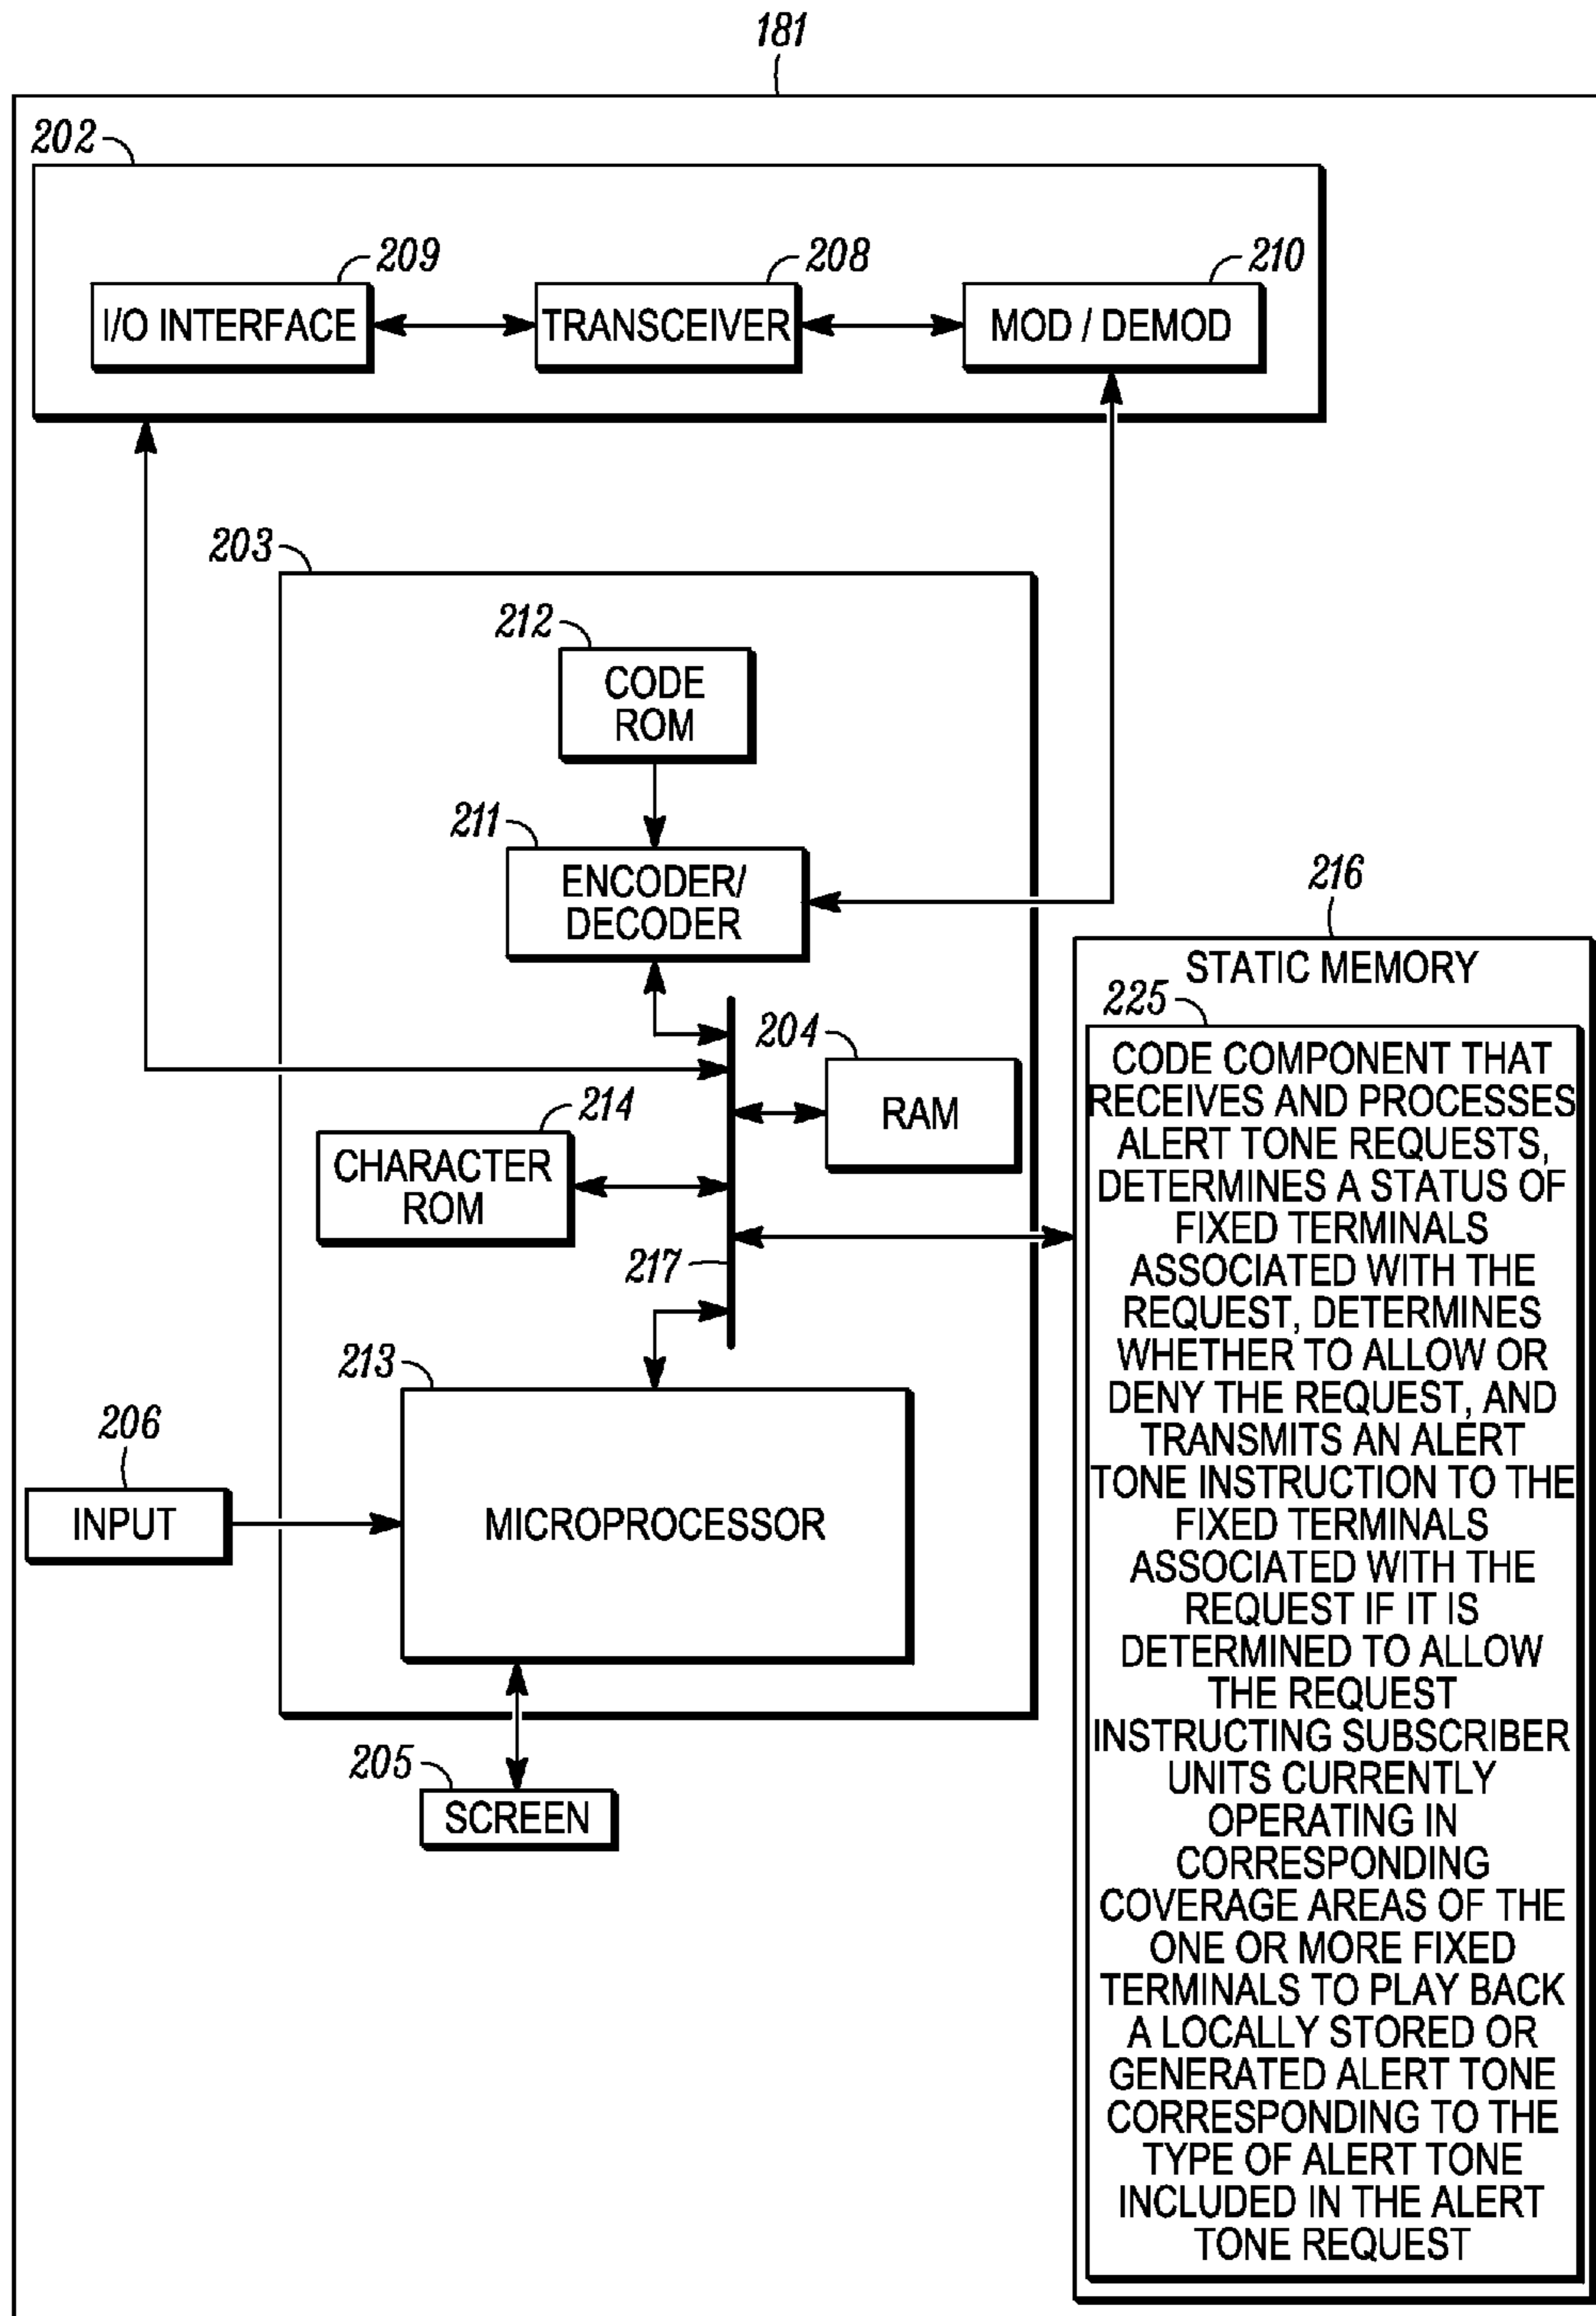 181
202
209
208
210
I/O INTERFACE
TRANSCEIVER
MOD / DEMOD
203
212
CODE
ROM
211
ENCODER/
DECODER
204
RAM
214
CHARACTER
ROM
217
213
MICROPROCESSOR
206
INPUT
205
SCREEN
216
STATIC MEMORY
225
CODE COMPONENT THAT
RECEIVES AND PROCESSES
ALERT TONE REQUESTS,
DETERMINES A STATUS OF
FIXED TERMINALS
ASSOCIATED WITH THE
REQUEST, DETERMINES
WHETHER TO ALLOW OR
DENY THE REQUEST, AND
TRANSMITS AN ALERT
TONE INSTRUCTION TO THE
FIXED TERMINALS
ASSOCIATED WITH THE
REQUEST IF IT IS
DETERMINED TO ALLOW
THE REQUEST
INSTRUCTING SUBSCRIBER
UNITS CURRENTLY
OPERATING IN
CORRESPONDING
COVERAGE AREAS OF THE
ONE OR MORE FIXED
TERMINALS TO PLAY BACK
A LOCALLY STORED OR
GENERATED ALERT TONE
CORRESPONDING TO THE
TYPE OF ALERT TONE
INCLUDED IN THE ALERT
TONE REQUEST